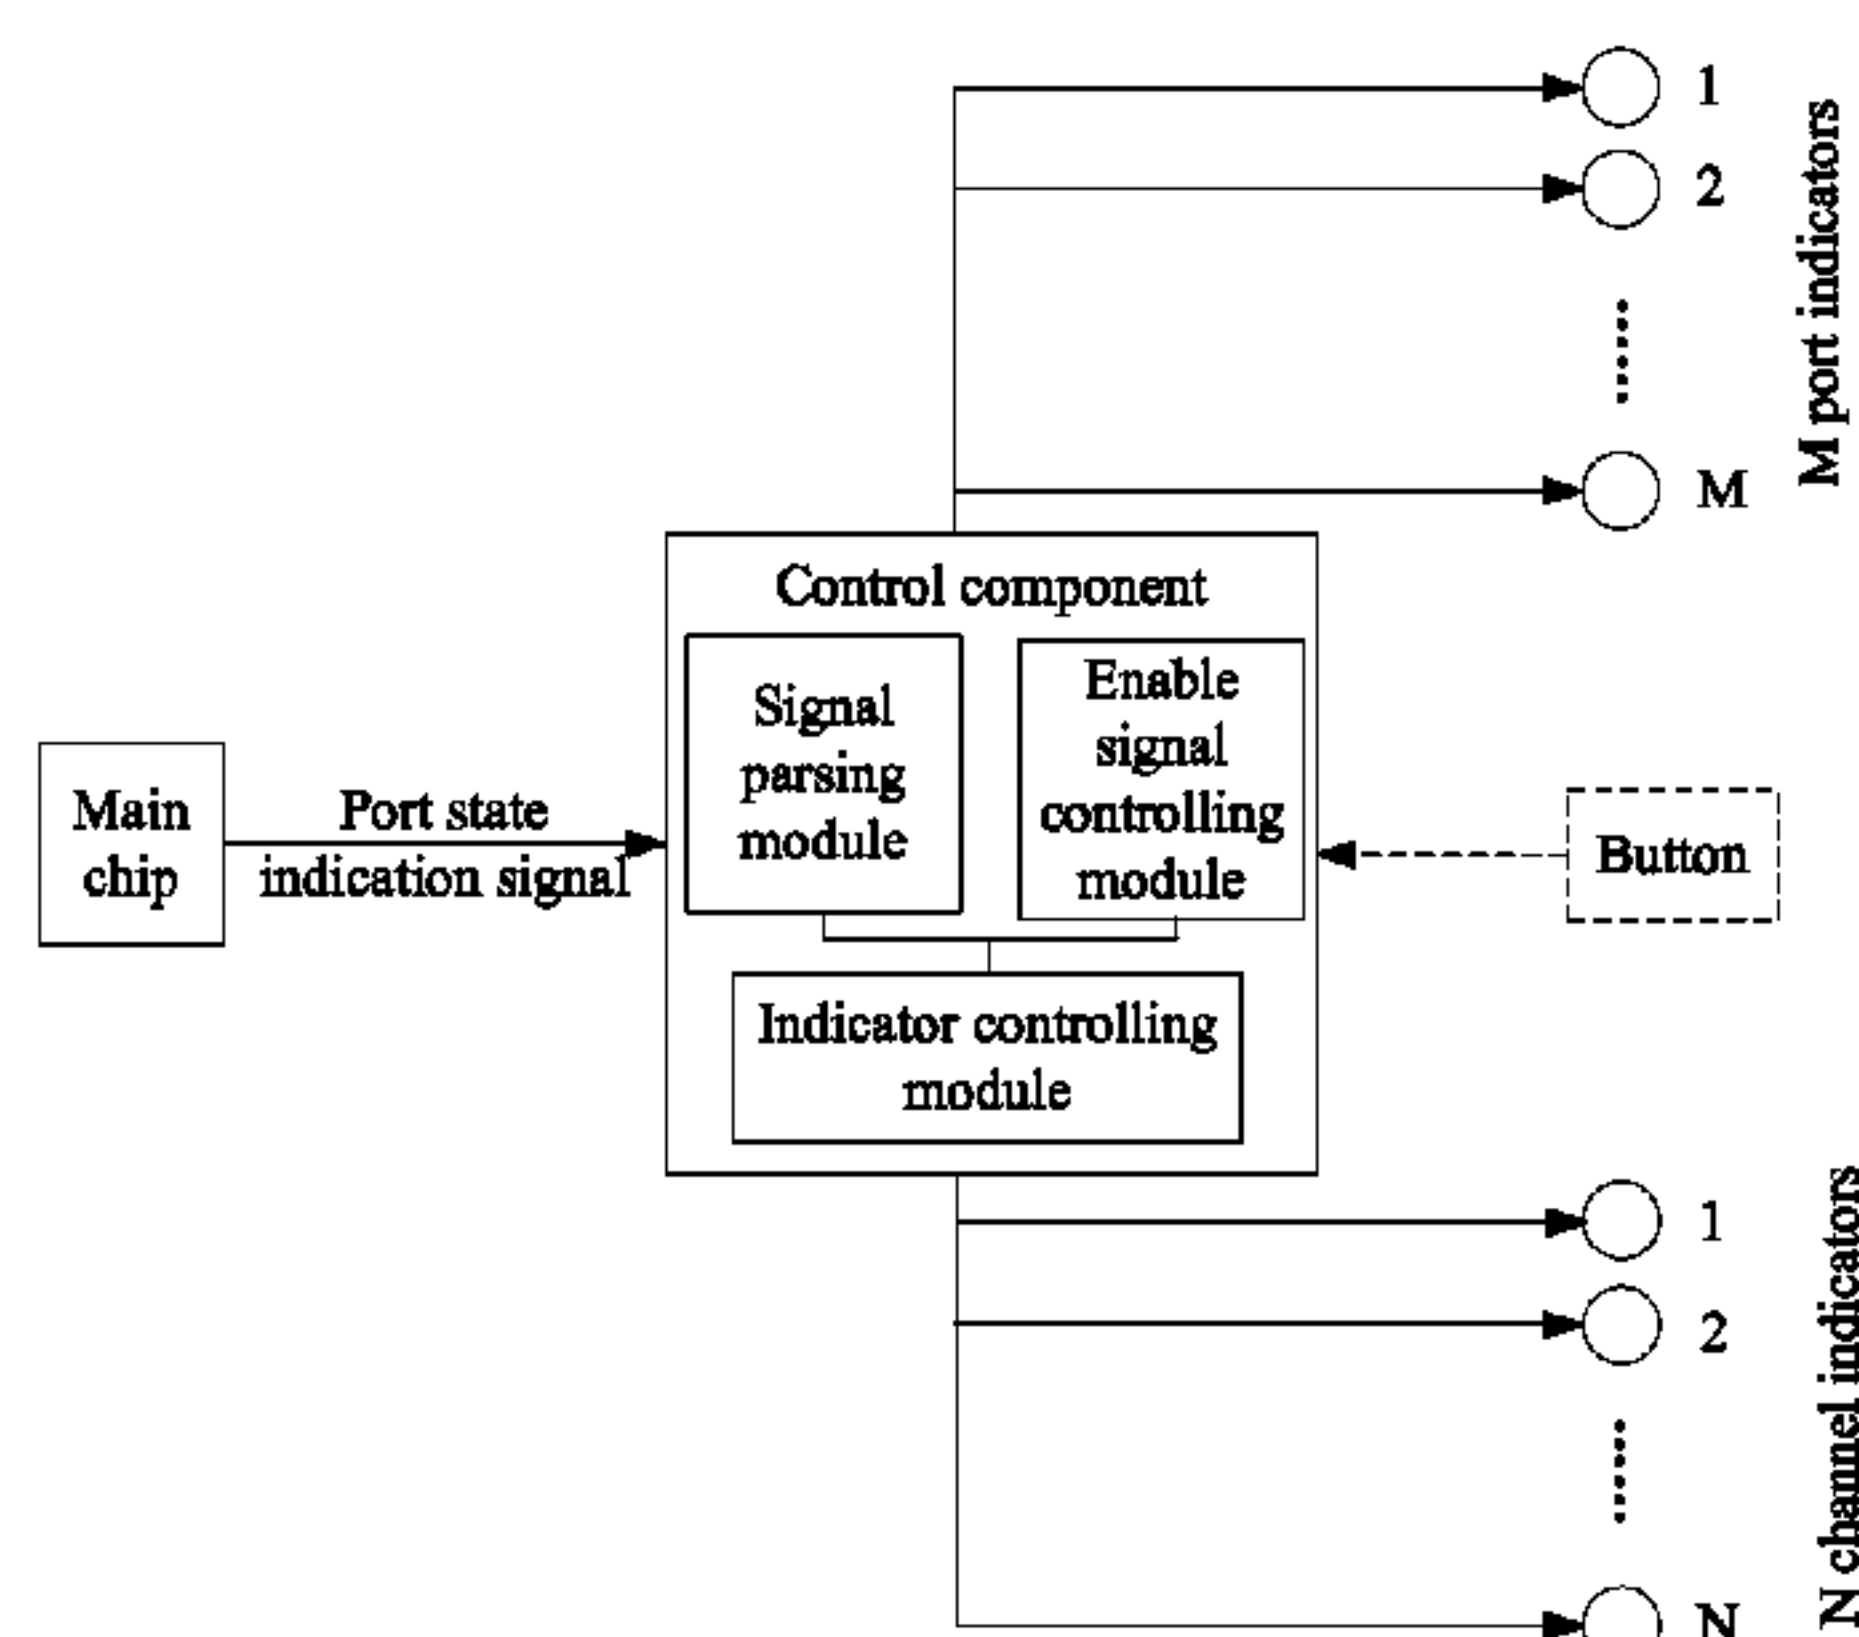 1
2
M
M port indicators
Control component
Signal
parsing
module
Enable
signal
controlling
module
Main
chip
Port state
indication signal
Button
Indicator controlling
module
1
2
N
N channel indicators